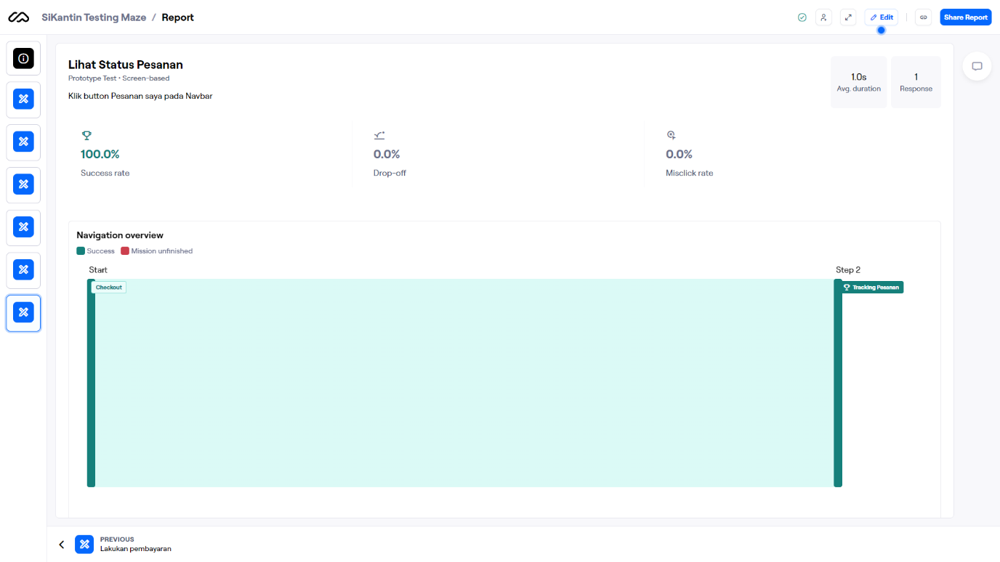 SiKantin Testing Maze / Report
Edit
Share Report
Lihat Status Pesanan
Prototype Test • Screen-based
Klik button Pesanan saya pada Navbar
1.0s
Avg. duration
1
Response
100.0%
Success rate
0.0%
Drop-off
0.0%
Misclick rate
Navigation overview
Success
Mission unfinished
Start
Step 2
Checkout
Tracking Pesanan
PREVIOUS
Lakukan pembayaran